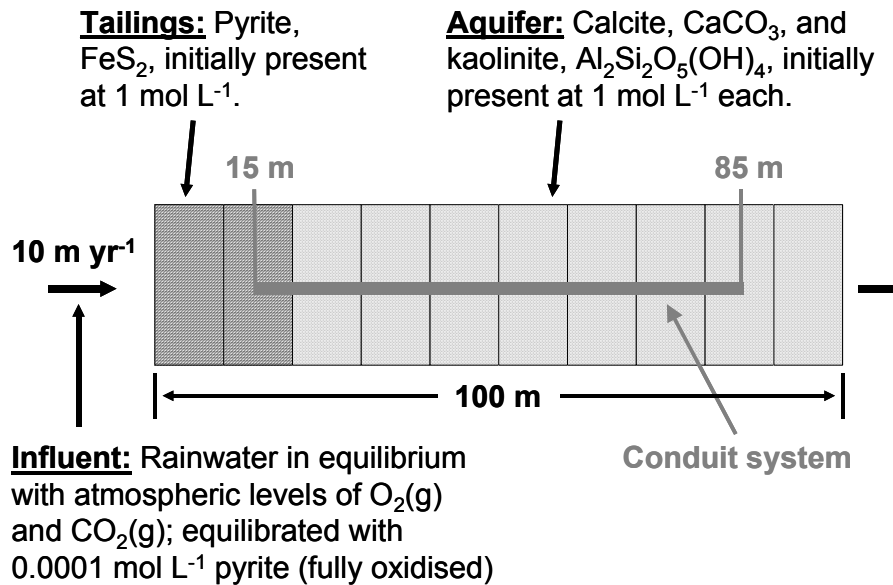 Tailings: Pyrite,
FeS₂, initially present
at 1 mol L⁻¹.
Aquifer: Calcite, CaCO₃, and
kaolinite, Al₂Si₂O₅(OH)₄, initially
present at 1 mol L⁻¹ each.
15 m
85 m
10 m yr⁻¹
100 m
Influent: Rainwater in equilibrium
with atmospheric levels of O₂(g)
and CO₂(g); equilibrated with
0.0001 mol L⁻¹ pyrite (fully oxidised)
Conduit system